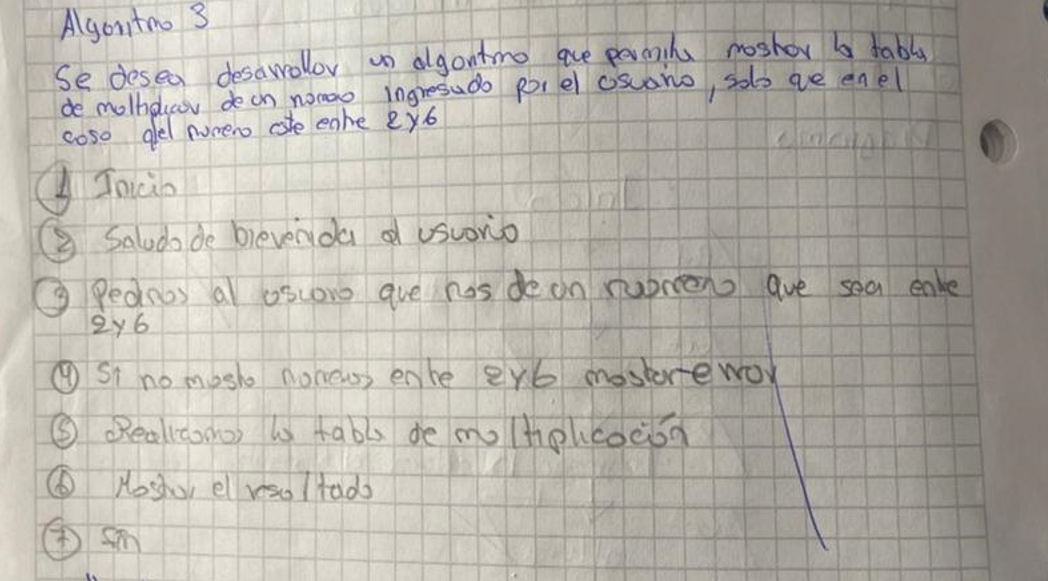 Algoritmo 3
Se desea desarrollar un algoritmo que permita mostrar la tabla
de multiplicar de un numero ingresado por el usuario, solo que en el
caso qel numero este entre 2 y 6
1 Inicio
2 Saludo de bievenida al usuario
3 Pedimos al usuario que nos de un numero que sea entre
2 y 6
4 Si no numeros entre 2 y 6 mostrar error
5 Realizamos la tabla de multiplicación
6 Mostrar el resultado
7 Fin